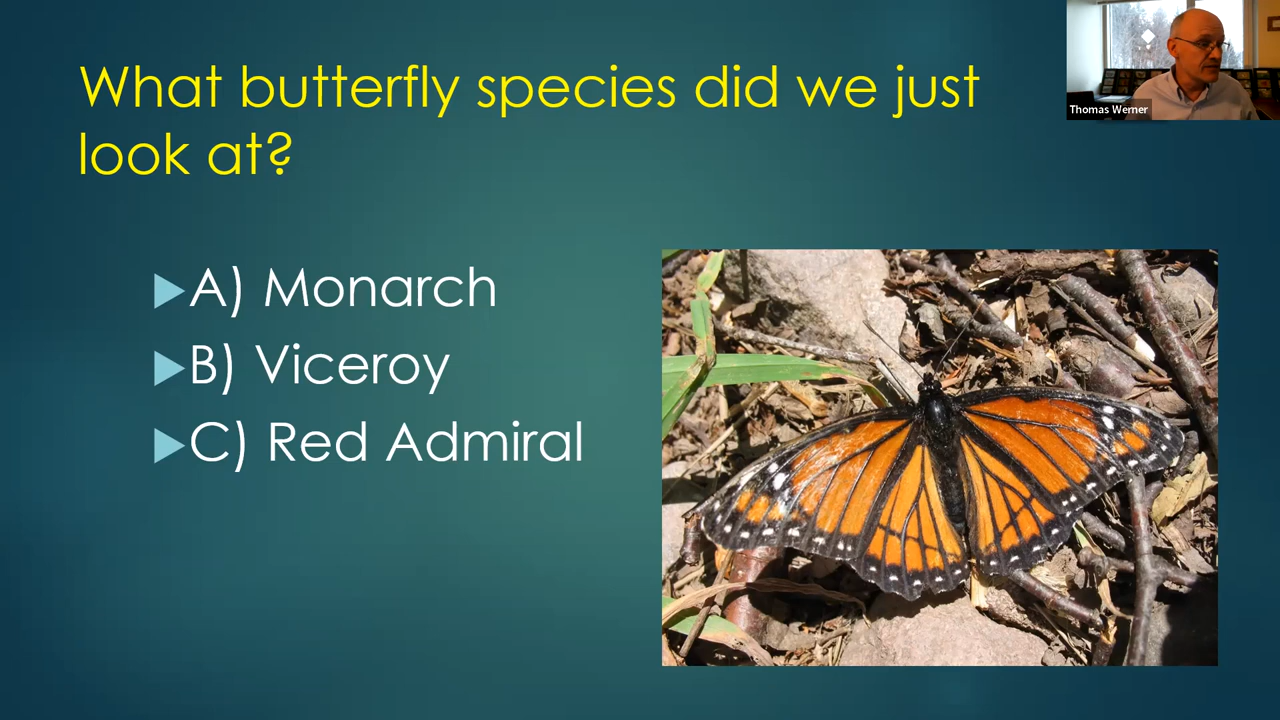 What butterfly species did we just
look at?
Thomas Werner
A) Monarch
B) Viceroy
C) Red Admiral